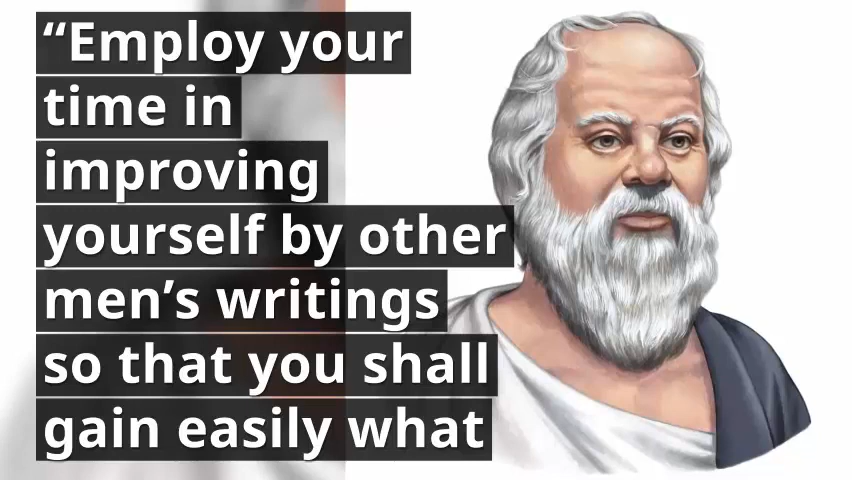 “Employ your
time in
improving
yourself by other
men’s writings
so that you shall
gain easily what